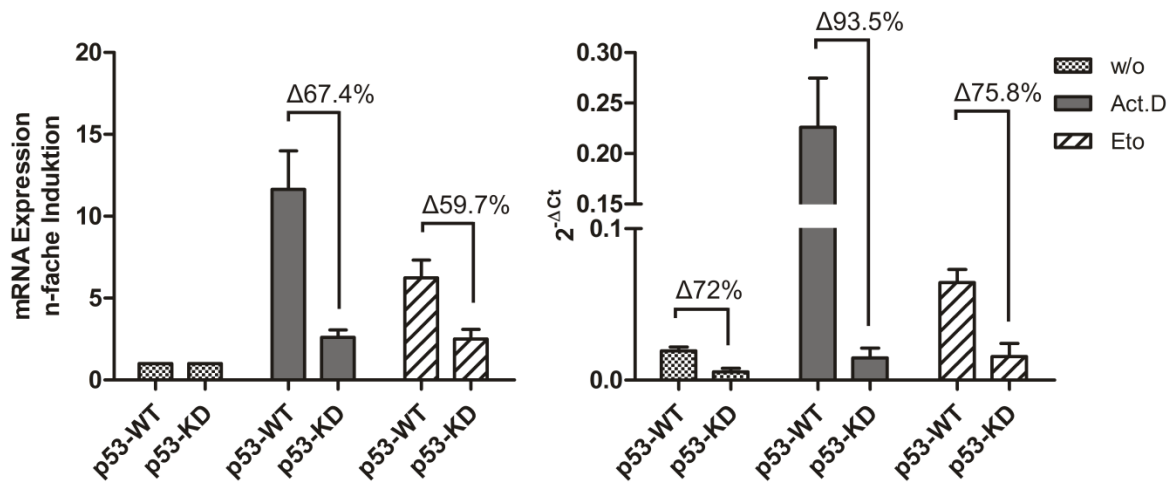 mRNA Expression
n-fache Induktion
20
15
10
5
0
Δ67.4%
Δ59.7%
p53-WT
p53-KD
p53-WT
p53-KD
p53-WT
p53-KD
2^-ΔCt
0.30
0.25
0.20
0.15
0.1
0.0
Δ93.5%
Δ75.8%
Δ72%
p53-WT
p53-KD
p53-WT
p53-KD
p53-WT
p53-KD
w/o
Act.D
Eto